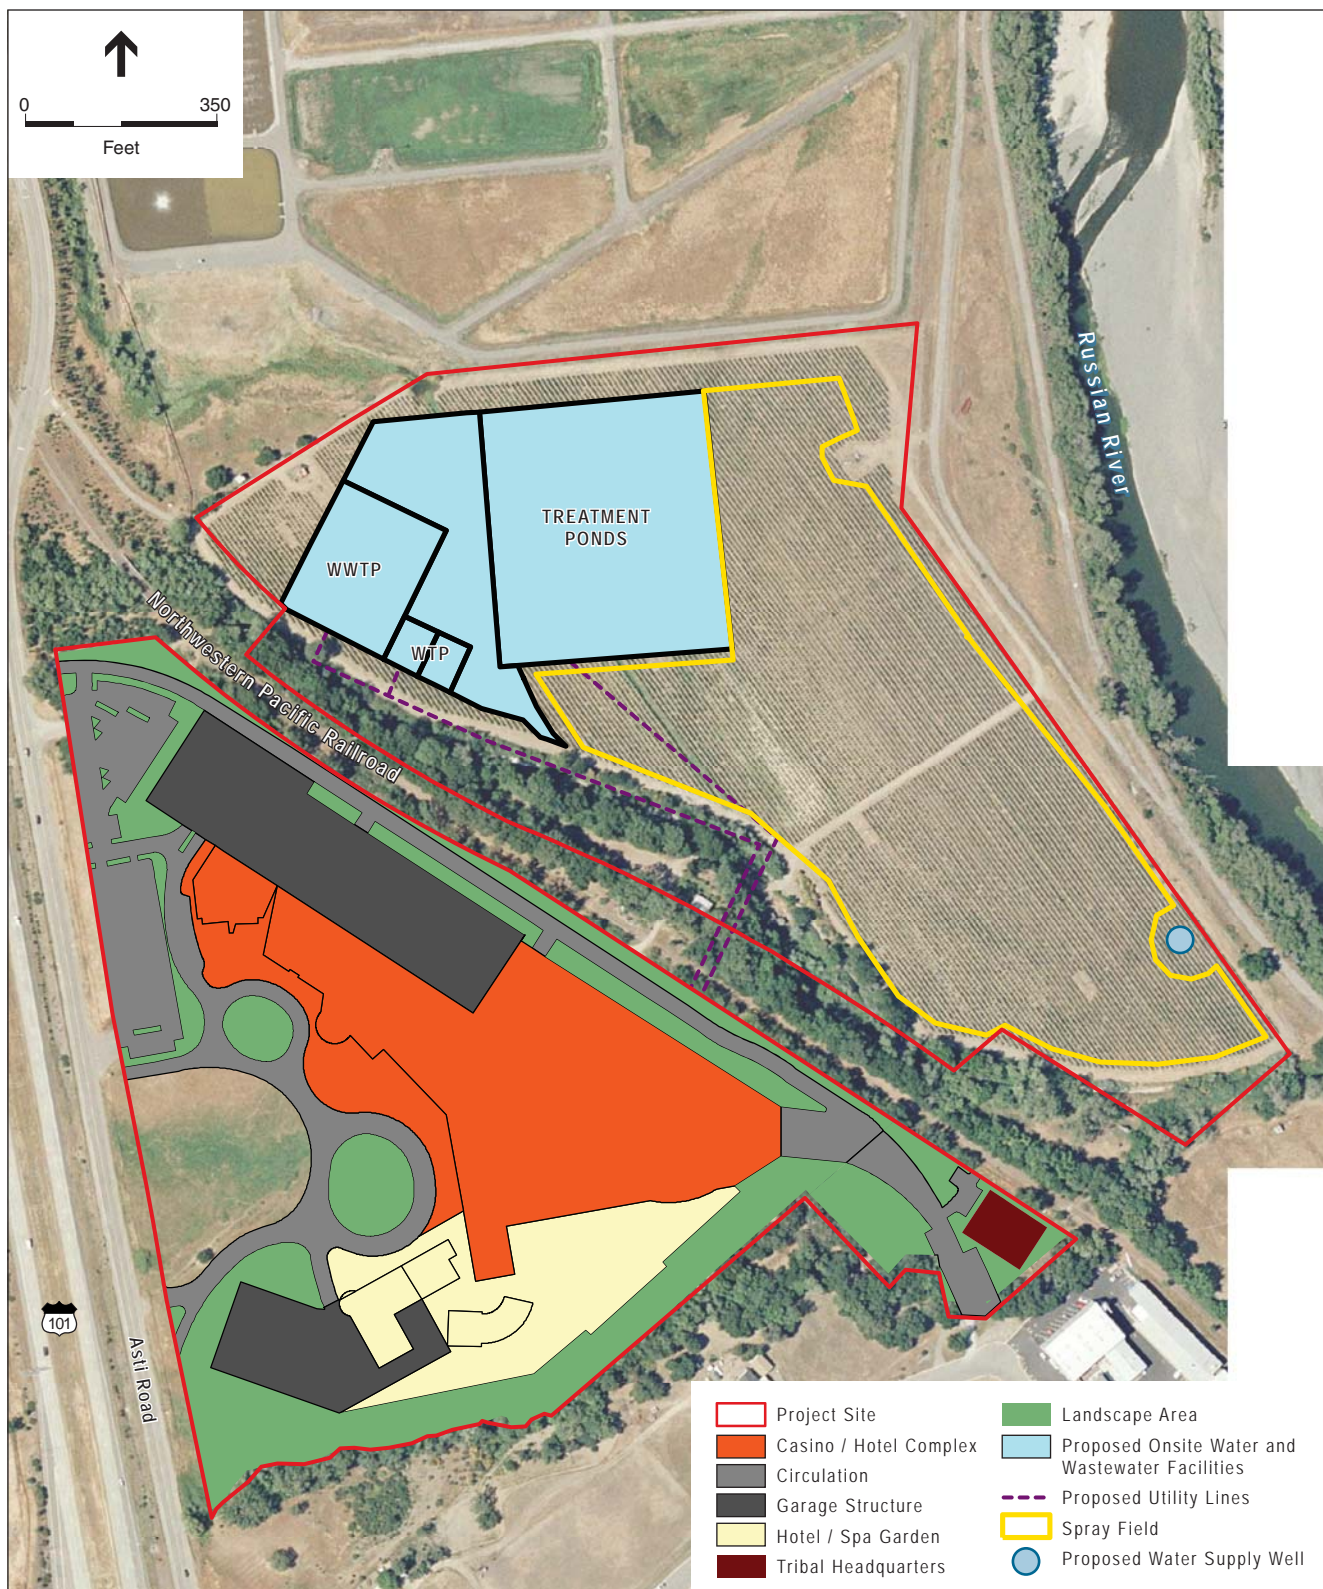 0 350
Feet
Russian River
TREATMENT
PONDS
WWTP
WTP
Northwestern Pacific Railroad
101
Asti Road
Project Site
Casino / Hotel Complex
Circulation
Garage Structure
Hotel / Spa Garden
Tribal Headquarters
Landscape Area
Proposed Onsite Water and
Wastewater Facilities
Proposed Utility Lines
Spray Field
Proposed Water Supply Well